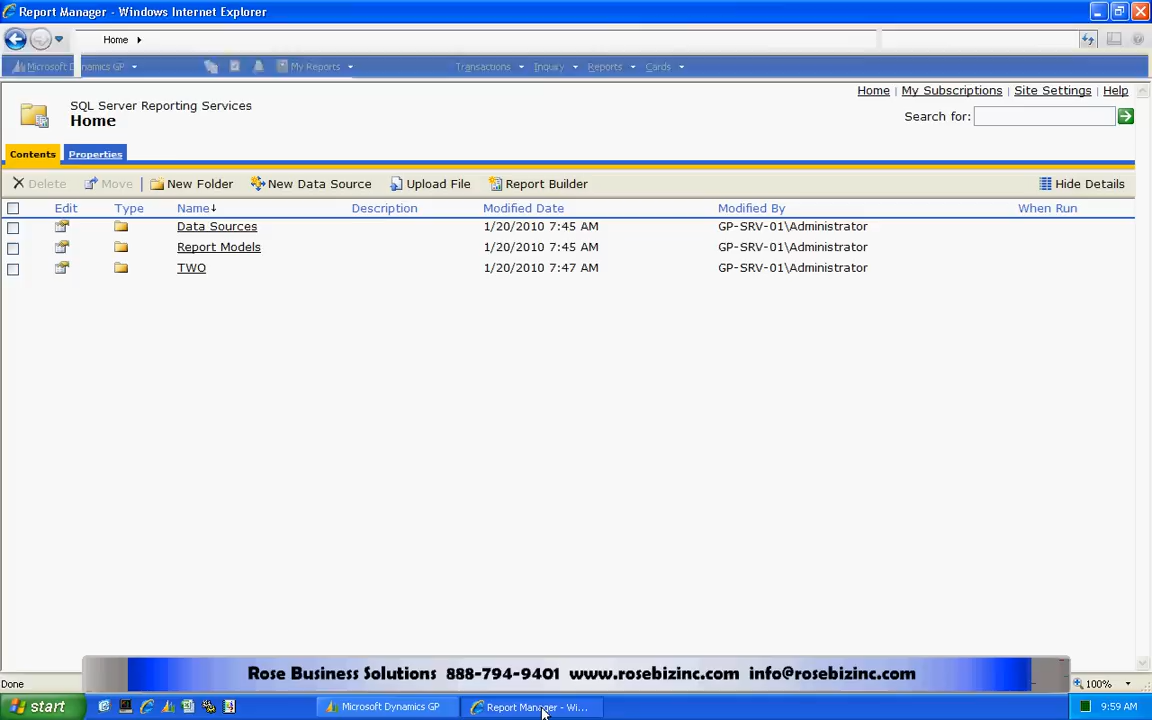 Report Manager - Windows Internet Explorer
Home
Microsoft Dynamics GP My Reports Transactions Inquiry Reports Cards
Home | My Subscriptions | Site Settings | Help
SQL Server Reporting Services
Home
Search for:
Contents Properties
Delete Move | New Folder New Data Source Upload File Report Builder Hide Details
Edit Type Name↓ Description Modified Date Modified By When Run
Data Sources 1/20/2010 7:45 AM GP-SRV-01\Administrator
Report Models 1/20/2010 7:45 AM GP-SRV-01\Administrator
TWO 1/20/2010 7:47 AM GP-SRV-01\Administrator
Rose Business Solutions 888-794-9401 www.rosebizinc.com info@rosebizinc.com
Done 100%
start Microsoft Dynamics GP Report Manager - Wi... 9:59 AM